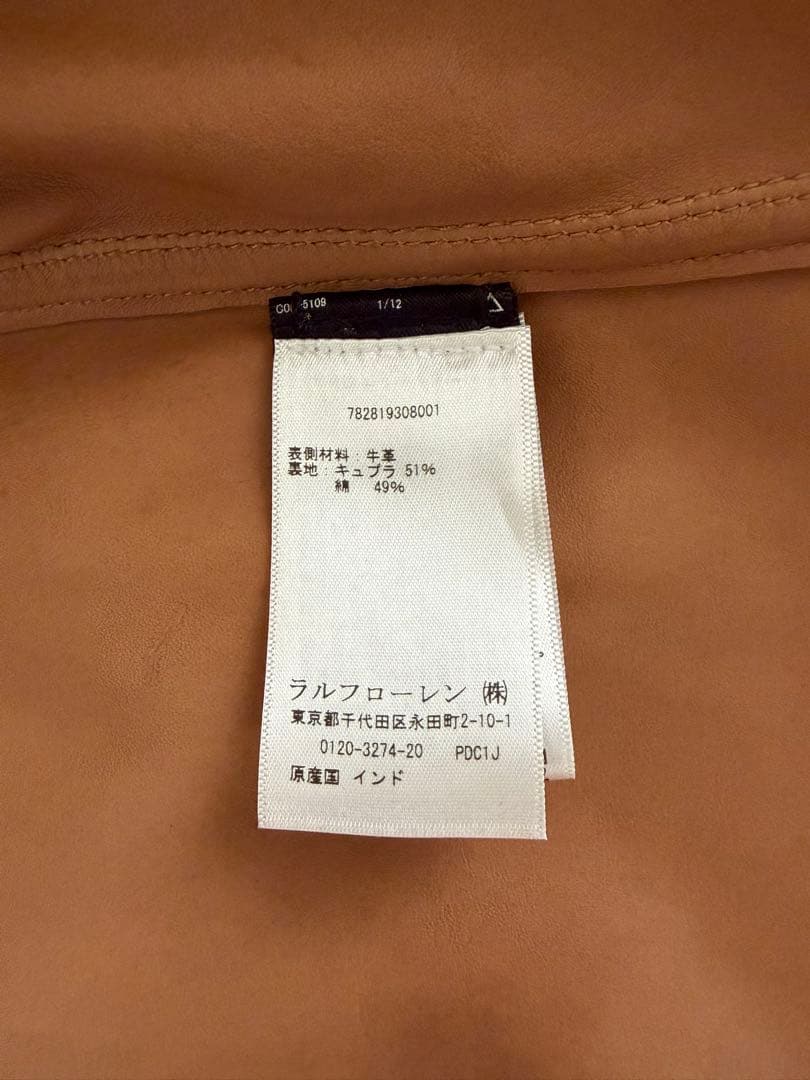 5109 1/12
782819308001
表側材料：牛革
裏地：キュプラ 51%
綿 49%
ラルフローレン ㈱
東京都千代田区永田町2-10-1
0120-3274-20 PDC1J
原産国 インド